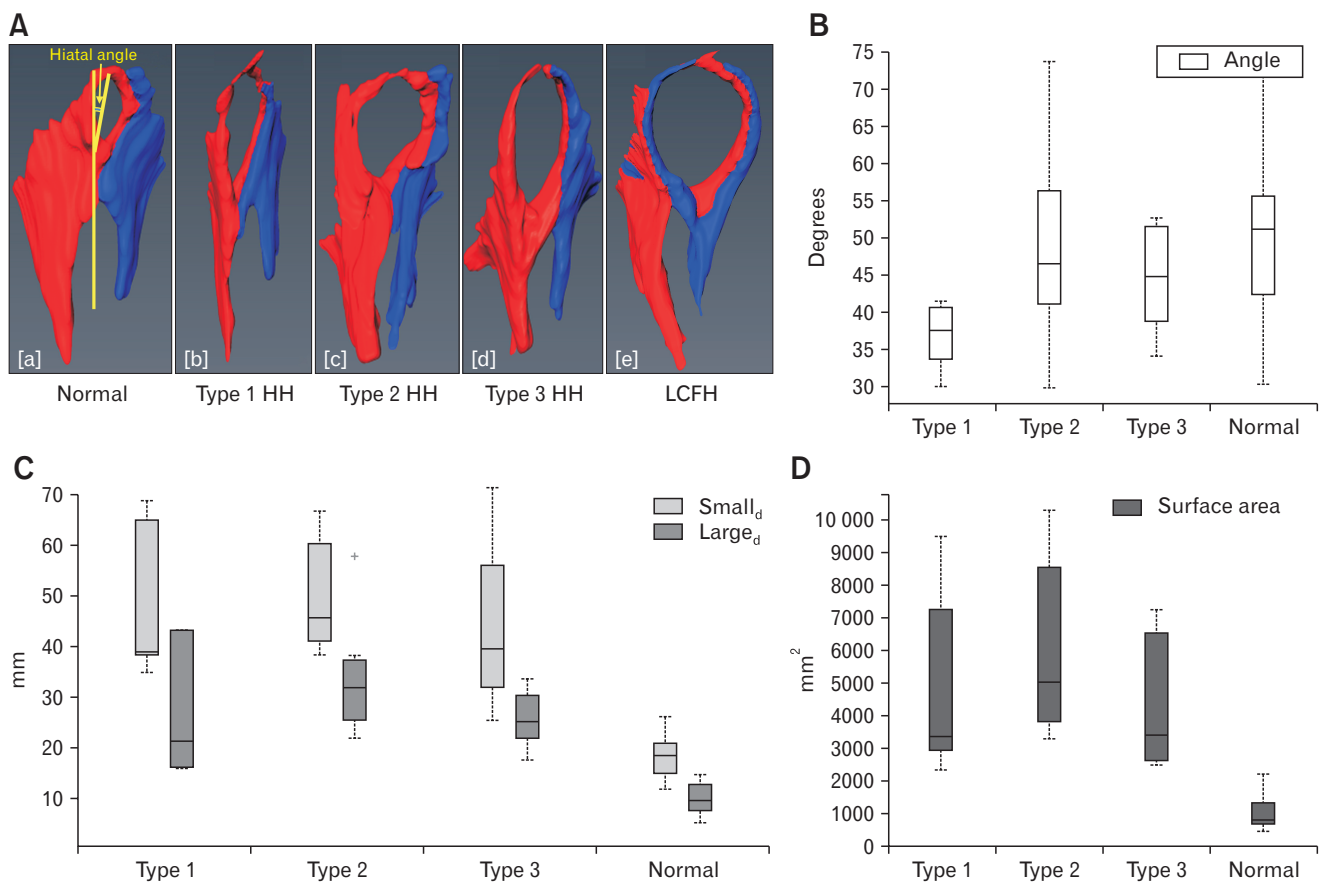 A
Hiatal angle
[a]
[b]
[c]
[d]
[e]
Normal
Type 1 HH
Type 2 HH
Type 3 HH
LCFH
B
Angle
Degrees
75
70
65
60
55
50
45
40
35
30
Type 1
Type 2
Type 3
Normal
C
Small_d
Large_d
mm
70
60
50
40
30
20
10
Type 1
Type 2
Type 3
Normal
D
Surface area
mm²
10 000
9000
8000
7000
6000
5000
4000
3000
2000
1000
0
Type 1
Type 2
Type 3
Normal